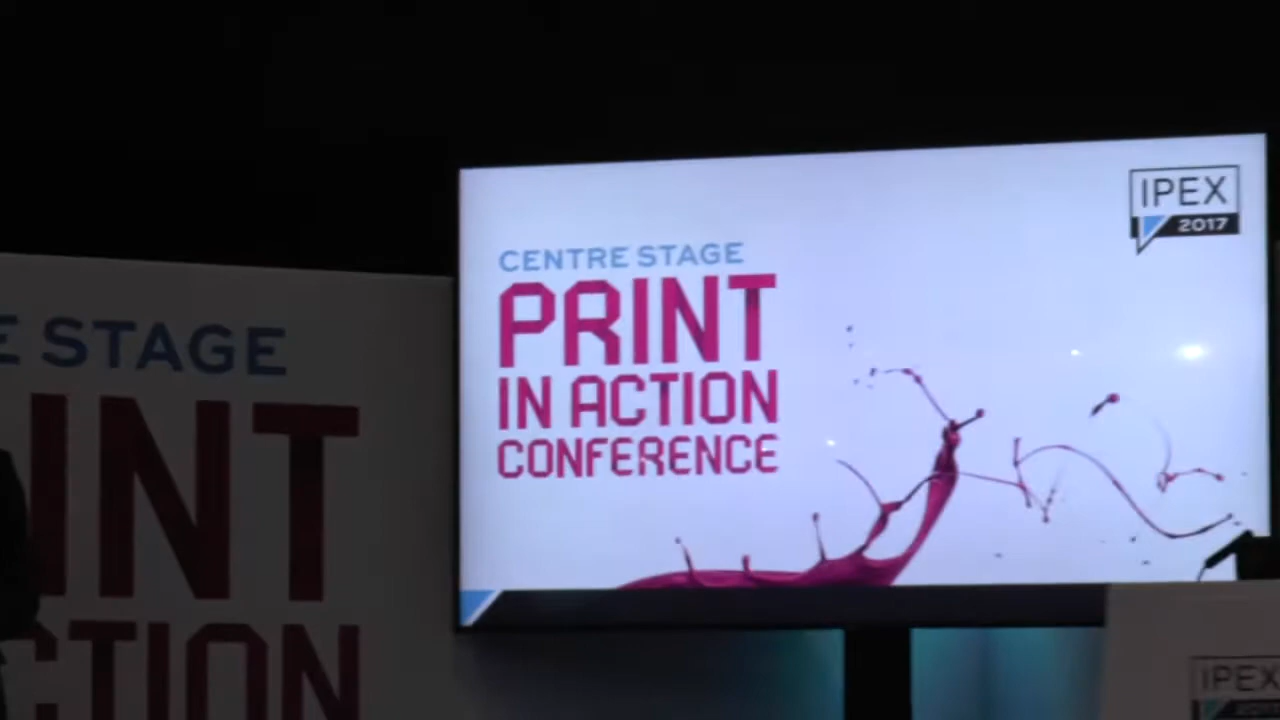 IPEX
2017
CENTRE STAGE
PRINT
IN ACTION
CONFERENCE
E STAGE
INT
CTION
IPEX